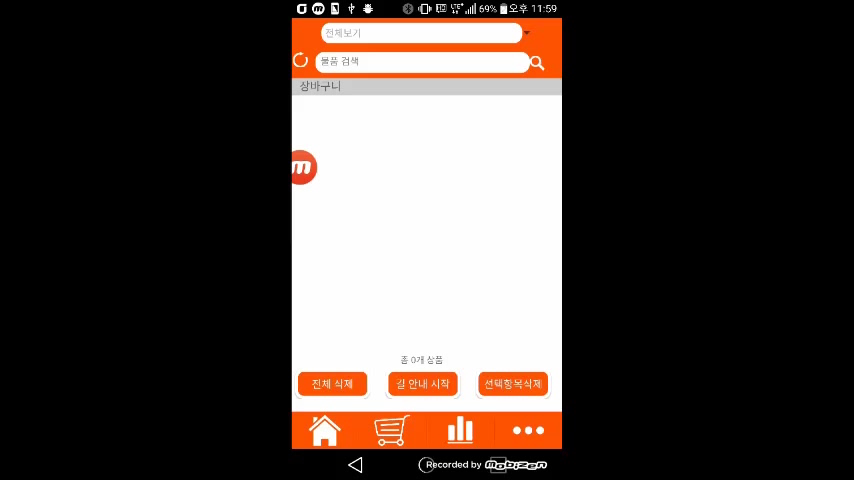 69% 오후 11:59
전체보기
물품 검색
장바구니
m
총 0개 상품
전체 삭제 길 안내 시작 선택항목삭제
Recorded by mobizen